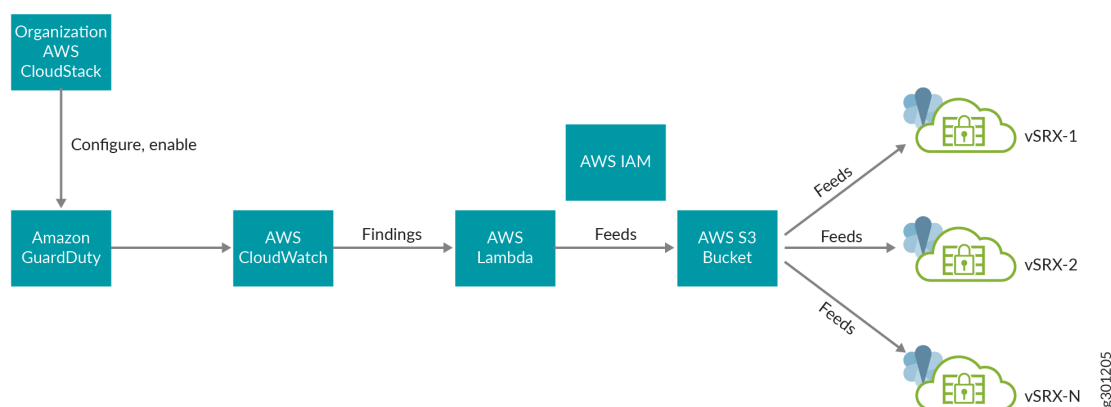 Organization
AWS
CloudStack
Configure, enable
AWS IAM
Amazon
GuardDuty
AWS
CloudWatch
Findings
AWS
Lambda
Feeds
AWS S3
Bucket
Feeds
vSRX-1
Feeds
vSRX-2
Feeds
vSRX-N
g301205